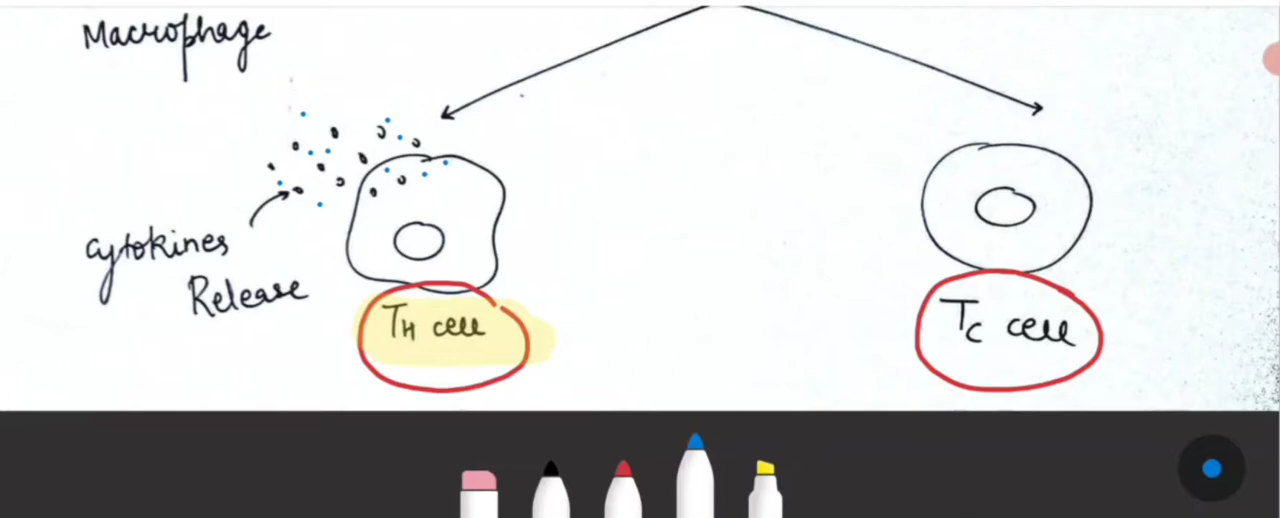 Macrophage
cytokines
Release
TH cell
Tc cell